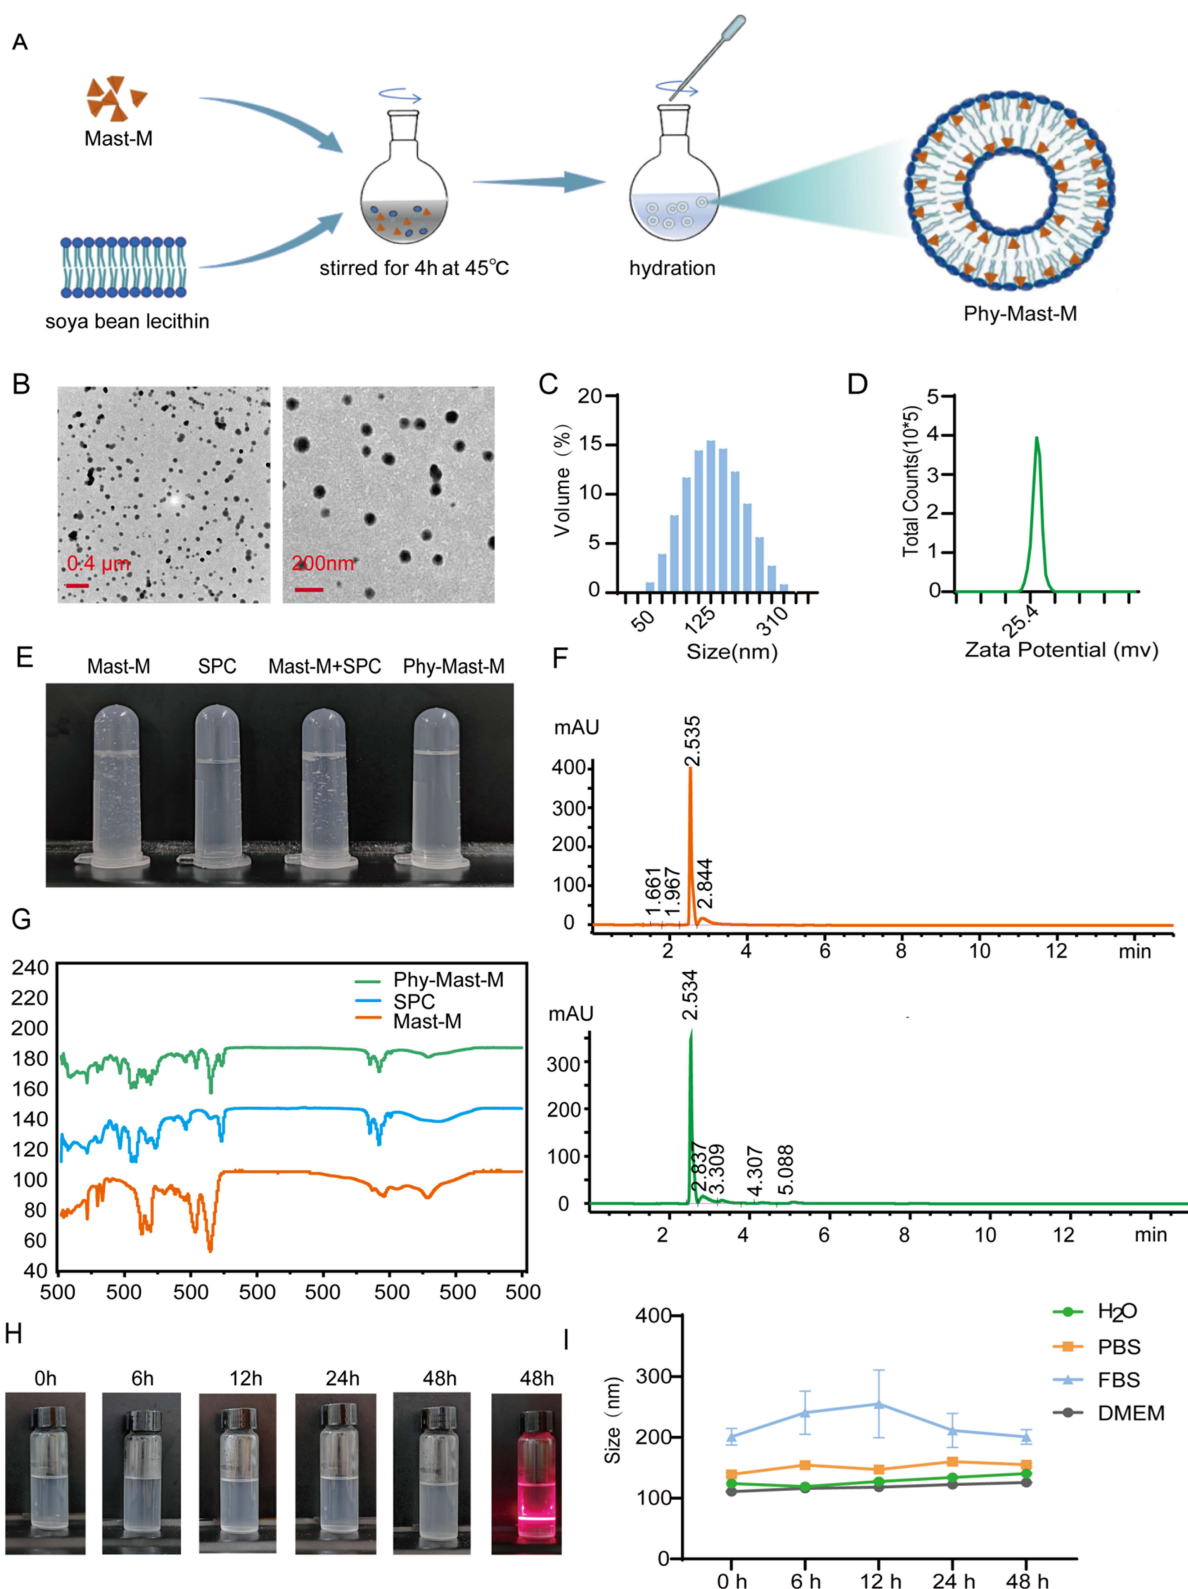 A
Mast-M
stirred for 4h at 45℃
hydration
soya bean lecithin
Phy-Mast-M
B
0.4 µm
200nm
C
Volume (%)
20
15
10
5
0
50
125
310
Size(nm)
D
Total Counts(10*5)
5
4
3
2
1
0
25.4
Zata Potential (mv)
E
Mast-M
SPC
Mast-M+SPC
Phy-Mast-M
F
mAU
400
300
200
100
0
1.661
1.967
2.535
2.844
2 4 6 8 10 12 min
mAU
300
200
100
0
2.534
2.837
3.309
4.307
5.088
2 4 6 8 10 12 min
G
240
220
200
180
160
140
120
100
80
60
40
Phy-Mast-M
SPC
Mast-M
500 500 500 500 500 500 500 500
H
0h
6h
12h
24h
48h
48h
I
Size (nm)
400
300
200
100
0
H2O
PBS
FBS
DMEM
0 h 6 h 12 h 24 h 48 h